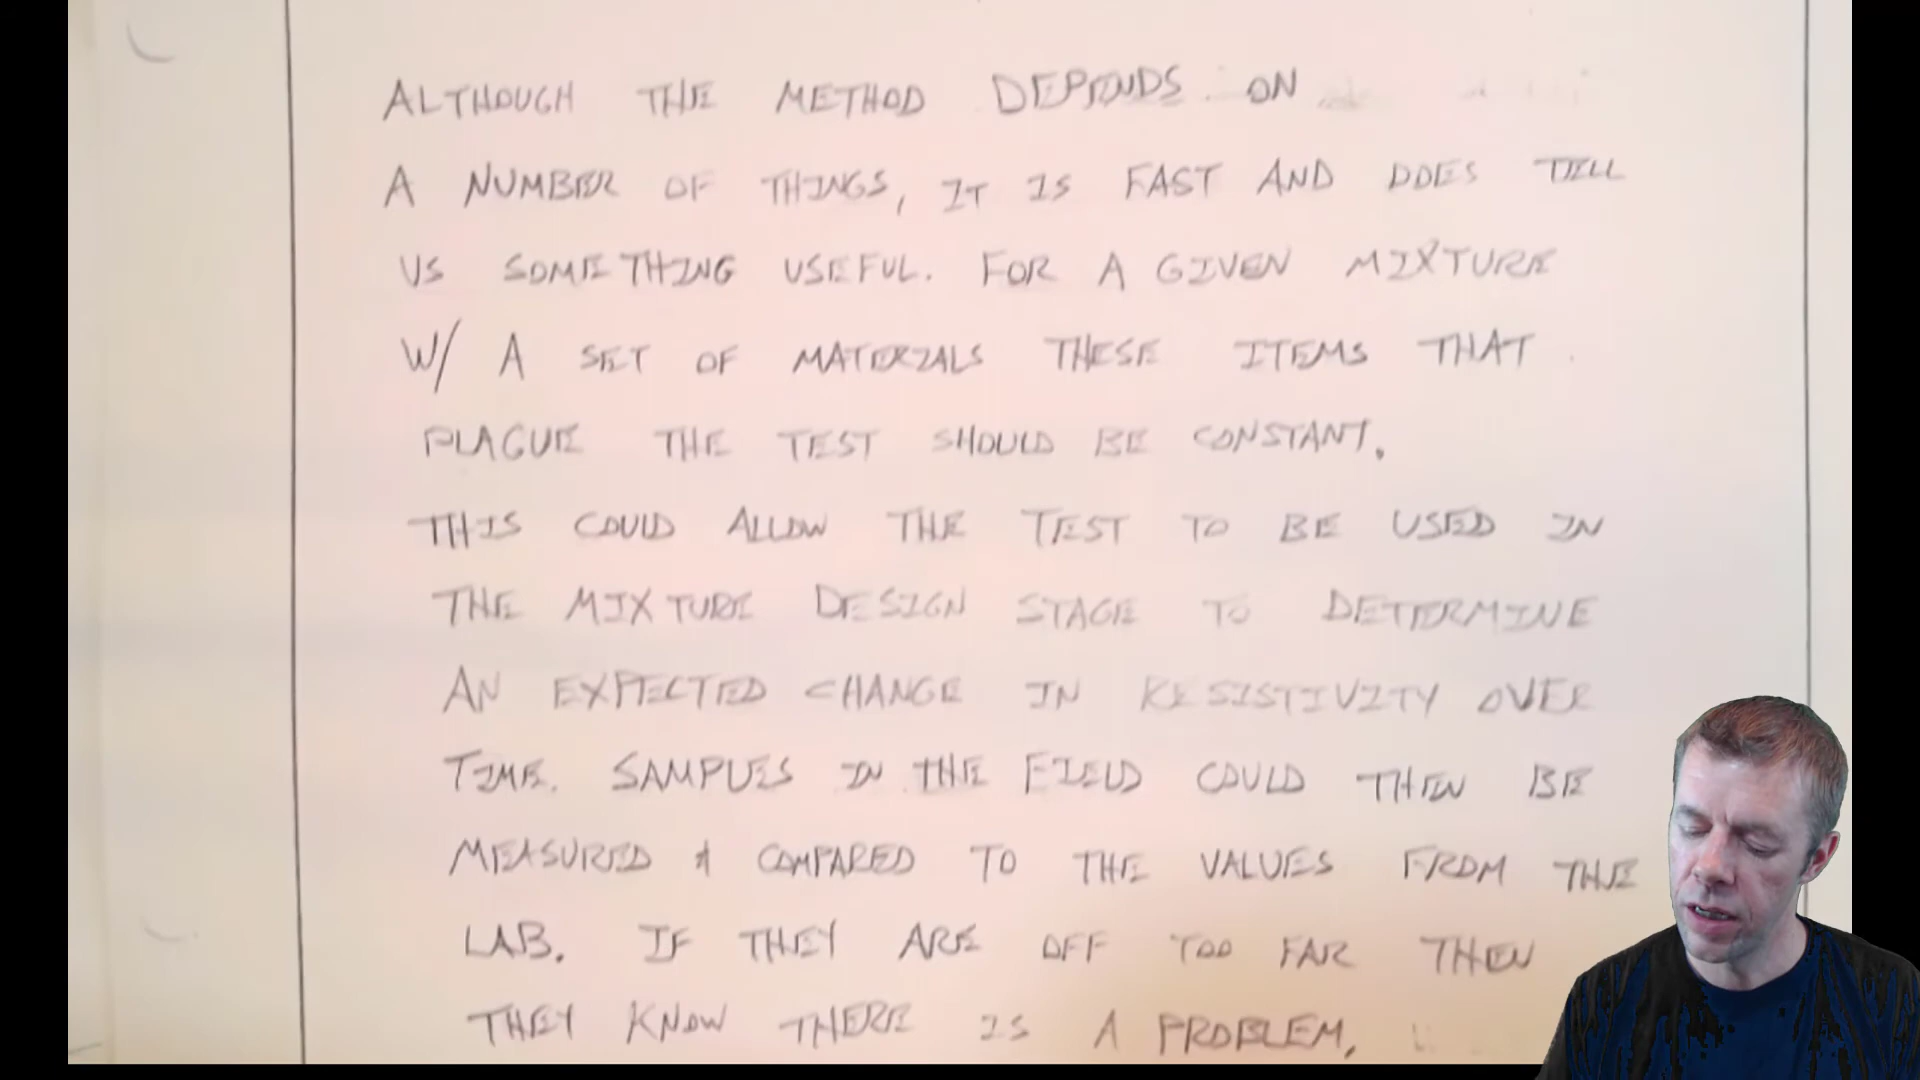 ALTHOUGH THE METHOD DEPENDS ON
A NUMBER OF THINGS, IT IS FAST AND DOES TELL
US SOMETHING USEFUL. FOR A GIVEN MIXTURE
W/ A SET OF MATERIALS THESE ITEMS THAT
PLAGUE THE TEST SHOULD BE CONSTANT.
THIS COULD ALLOW THE TEST TO BE USED IN
THE MIXTURE DESIGN STAGE TO DETERMINE
AN EXPECTED CHANGE IN RESISTIVITY OVER
TIME. SAMPLES IN THE FIELD COULD THEN BE
MEASURED & COMPARED TO THE VALUES FROM THE
LAB. IF THEY ARE OFF TOO FAR THEN
THEY KNOW THERE IS A PROBLEM.